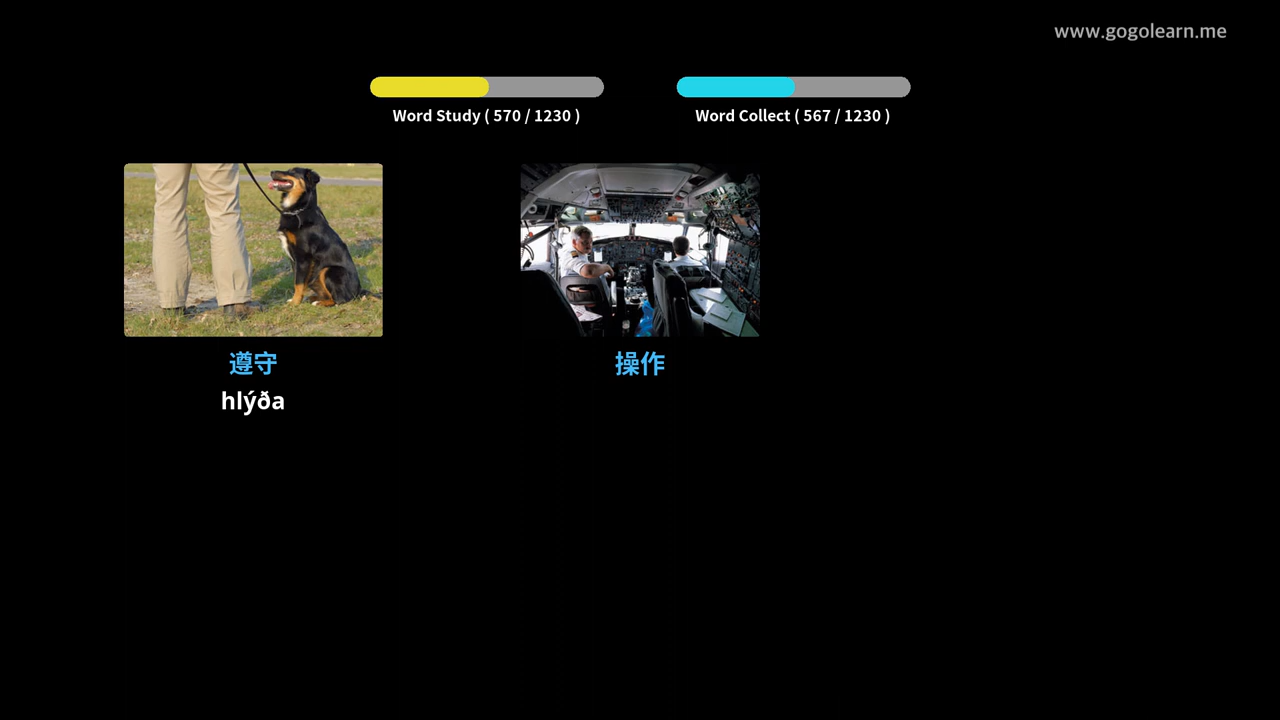 www.gogolearn.me
Word Study ( 570 / 1230 )
Word Collect ( 567 / 1230 )
遵守
操作
hlýða